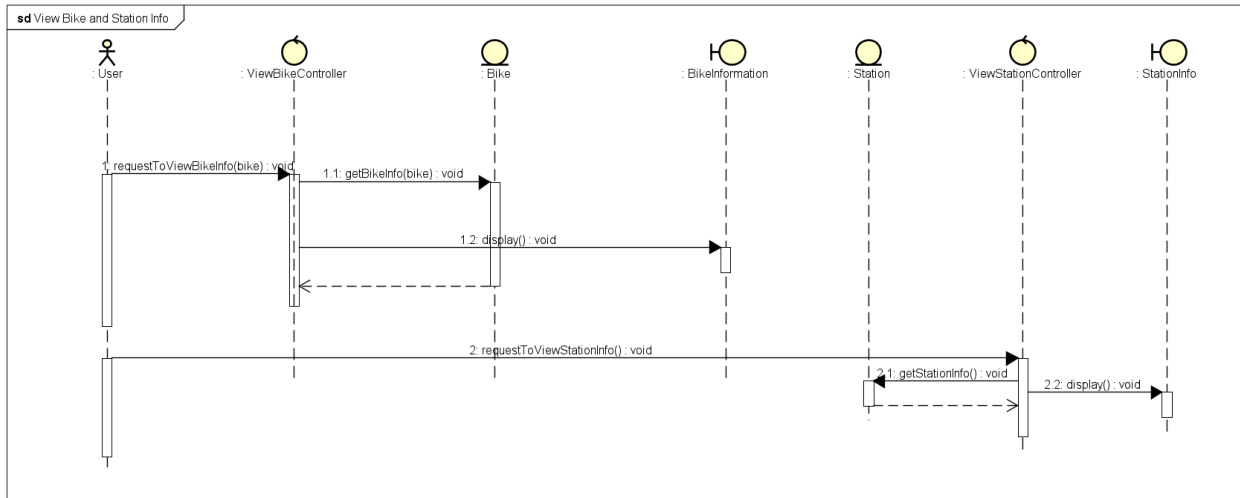 sd View Bike and Station Info
: User
: ViewBikeController
: Bike
: BikeInformation
: Station
: ViewStationController
: StationInfo
1: requestToViewBikeInfo(bike) : void
1.1: getBikeInfo(bike) : void
1.2: display() : void
2: requestToViewStationInfo() : void
2.1: getStationInfo() : void
2.2: display() : void